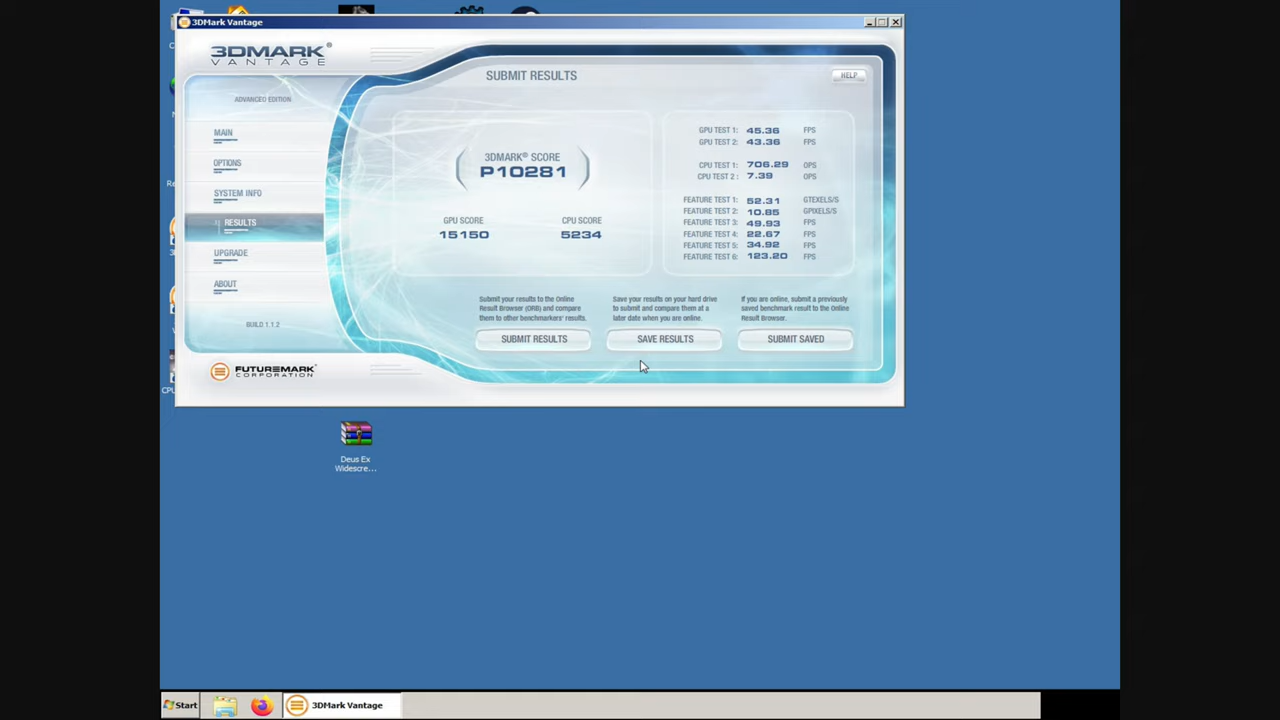 3DMark Vantage
3DMARK®
VANTAGE
SUBMIT RESULTS
HELP
ADVANCED EDITION
MAIN
OPTIONS
SYSTEM INFO
RESULTS
UPGRADE
ABOUT
BUILD 1.1.2
FUTUREMARK
CORPORATION
3DMARK® SCORE
P10281
GPU SCORE
15150
CPU SCORE
5234
GPU TEST 1: 45.36 FPS
GPU TEST 2: 43.36 FPS
CPU TEST 1: 706.29 OPS
CPU TEST 2: 7.39 OPS
FEATURE TEST 1: 52.31 GTEXELS/S
FEATURE TEST 2: 10.85 GPIXELS/S
FEATURE TEST 3: 49.93 FPS
FEATURE TEST 4: 22.67 FPS
FEATURE TEST 5: 34.92 FPS
FEATURE TEST 6: 123.20 FPS
Submit your results to the Online
Result Browser (ORB) and compare
them to other benchmarkers' results.
SUBMIT RESULTS
Save your results on your hard drive
to submit and compare them at a
later date when you are online.
SAVE RESULTS
If you are online, submit a previously
saved benchmark result to the Online
Result Browser.
SUBMIT SAVED
Deus Ex
Widescre...
Start
3DMark Vantage